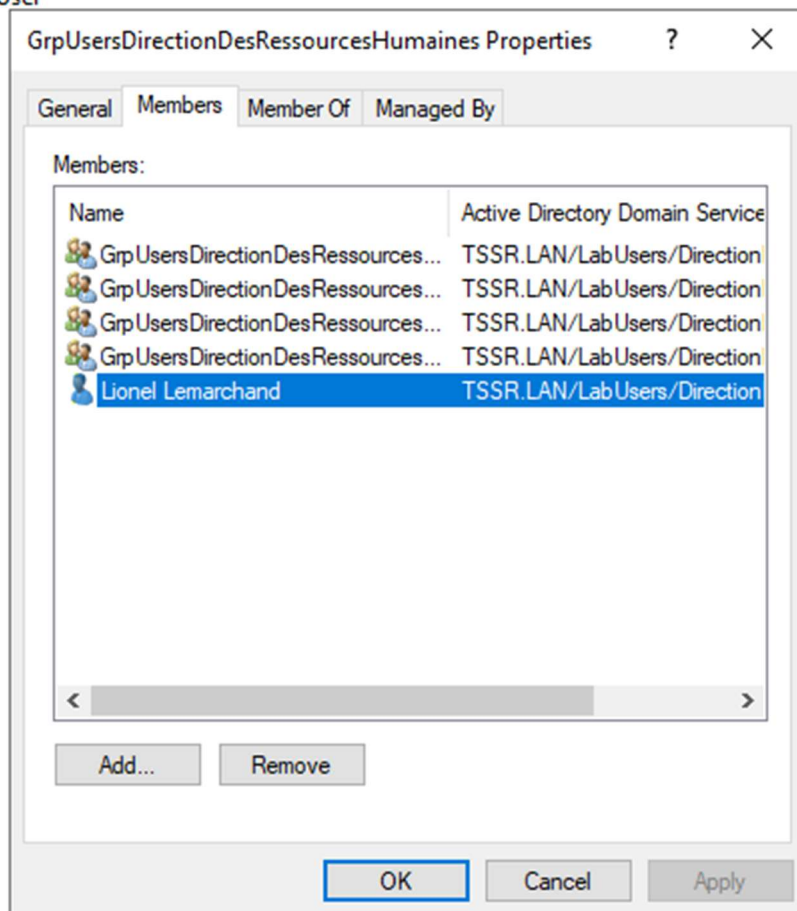 GrpUsersDirectionDesRessourcesHumaines Properties ? ×
General Members Member Of Managed By
Members:
Name Active Directory Domain Service
GrpUsersDirectionDesRessources... TSSR.LAN/LabUsers/Direction
GrpUsersDirectionDesRessources... TSSR.LAN/LabUsers/Direction
GrpUsersDirectionDesRessources... TSSR.LAN/LabUsers/Direction
GrpUsersDirectionDesRessources... TSSR.LAN/LabUsers/Direction
Lionel Lemarchand TSSR.LAN/LabUsers/Direction
Add... Remove
OK Cancel Apply